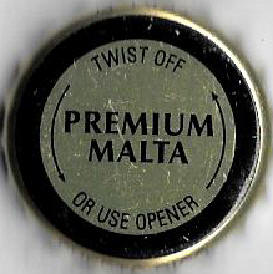 TWIST OFF
PREMIUM
MALTA
OR USE OPENER